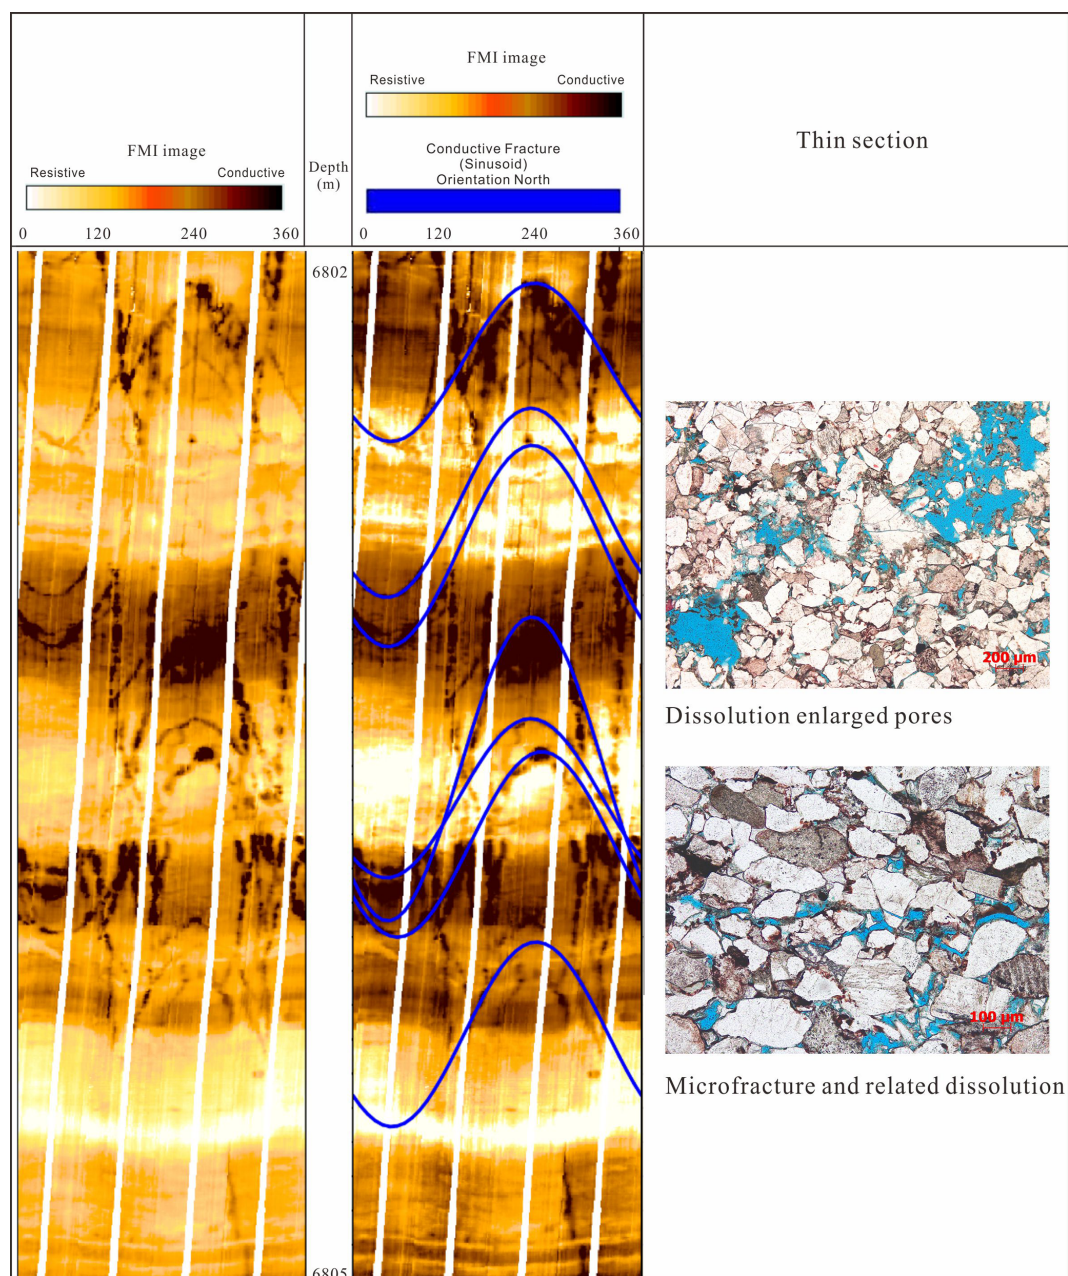 FMI image
Resistive Conductive
0 120 240 360
Depth
(m)
FMI image
Resistive Conductive
Conductive Fracture
(Sinusoid)
Orientation North
0 120 240 360
Thin section
6802
200 µm
Dissolution enlarged pores
100 µm
Microfracture and related dissolution
6805